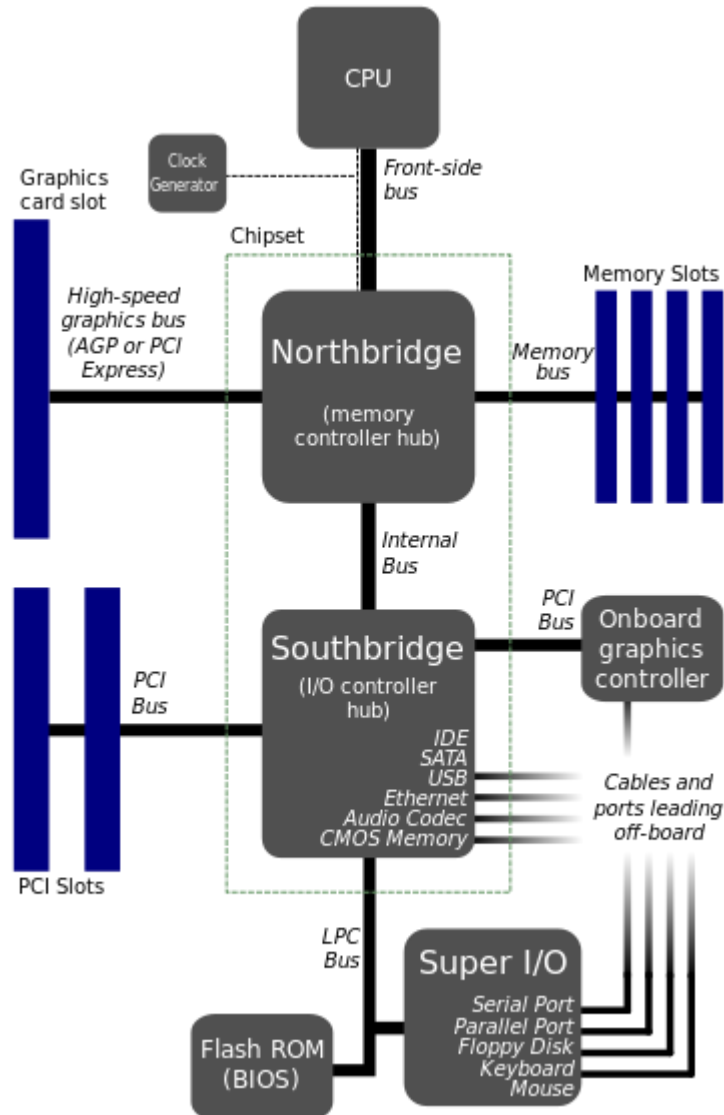 CPU
Clock
Generator
Front-side
bus
Graphics
card slot
Chipset
High-speed
graphics bus
(AGP or PCI
Express)
Northbridge
(memory
controller hub)
Memory Slots
Memory
bus
Internal
Bus
Southbridge
(I/O controller
hub)
IDE
SATA
USB
Ethernet
Audio Codec
CMOS Memory
PCI
Bus
Onboard
graphics
controller
PCI
Bus
PCI Slots
Cables and
ports leading
off-board
LPC
Bus
Super I/O
Serial Port
Parallel Port
Floppy Disk
Keyboard
Mouse
Flash ROM
(BIOS)